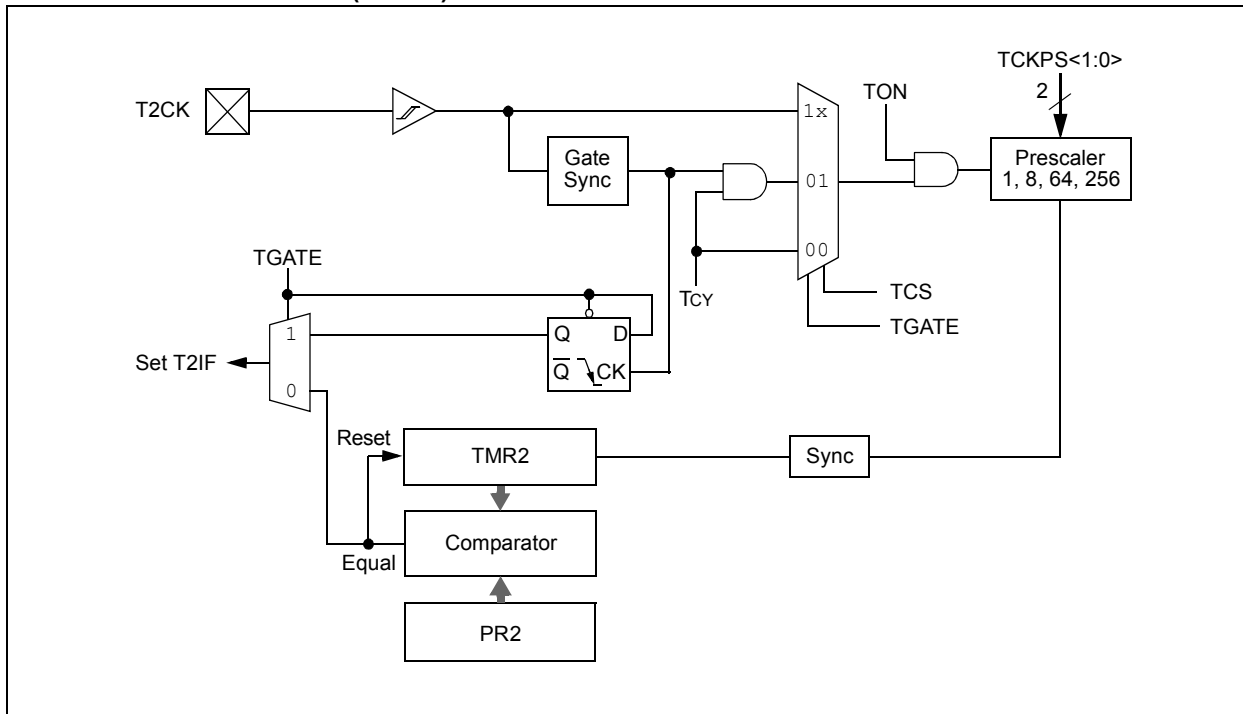 TCKPS<1:0>
2
T2CK
TON
1x
Gate
Sync
01
Prescaler
1, 8, 64, 256
00
TCY
TCS
TGATE
TGATE
1
Q
D
Set T2IF
Q
CK
0
Reset
TMR2
Sync
Comparator
Equal
PR2